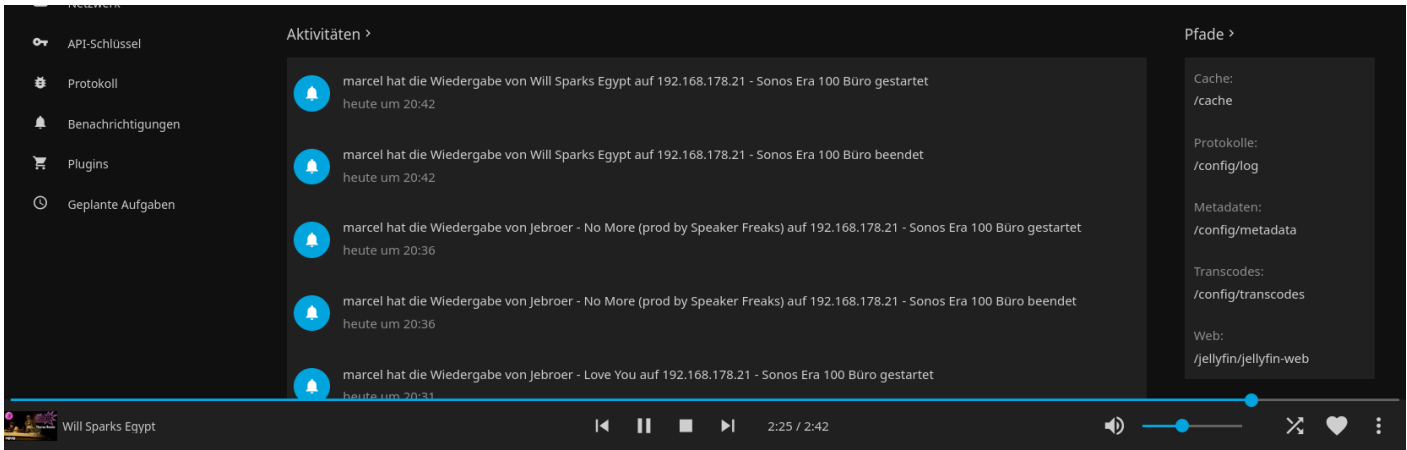 Netzwerk
API-Schlüssel
Protokoll
Benachrichtigungen
Plugins
Geplante Aufgaben
Aktivitäten
marcel hat die Wiedergabe von Will Sparks Egypt auf 192.168.178.21 - Sonos Era 100 Büro gestartet
heute um 20:42
marcel hat die Wiedergabe von Will Sparks Egypt auf 192.168.178.21 - Sonos Era 100 Büro beendet
heute um 20:42
marcel hat die Wiedergabe von Jebroer - No More (prod by Speaker Freaks) auf 192.168.178.21 - Sonos Era 100 Büro gestartet
heute um 20:36
marcel hat die Wiedergabe von Jebroer - No More (prod by Speaker Freaks) auf 192.168.178.21 - Sonos Era 100 Büro beendet
heute um 20:36
marcel hat die Wiedergabe von Jebroer - Love You auf 192.168.178.21 - Sonos Era 100 Büro gestartet
heute um 20:31
Pfade
Cache:
/cache
Protokolle:
/config/log
Metadaten:
/config/metadata
Transcodes:
/config/transcodes
Web:
/jellyfin/jellyfin-web
Will Sparks Egypt
2:25 / 2:42